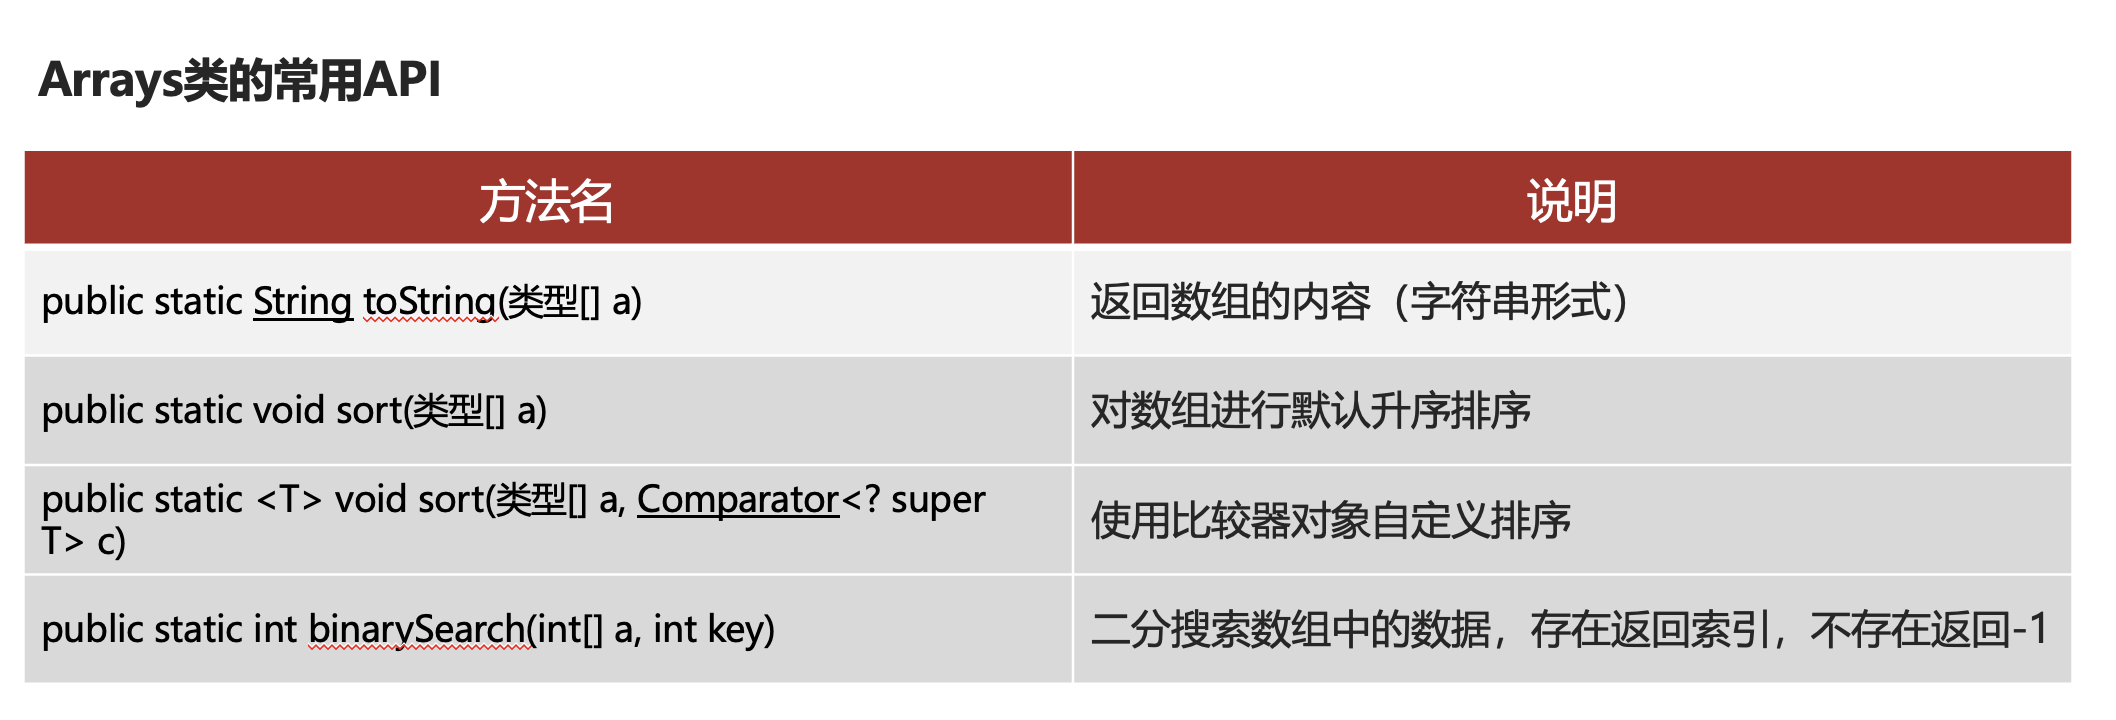 Arrays类的常用API
方法名
说明
public static String toString(类型[] a)
返回数组的内容（字符串形式）
public static void sort(类型[] a)
对数组进行默认升序排序
public static <T> void sort(类型[] a, Comparator<? super
T> c)
使用比较器对象自定义排序
public static int binarySearch(int[] a, int key)
二分搜索数组中的数据，存在返回索引，不存在返回-1